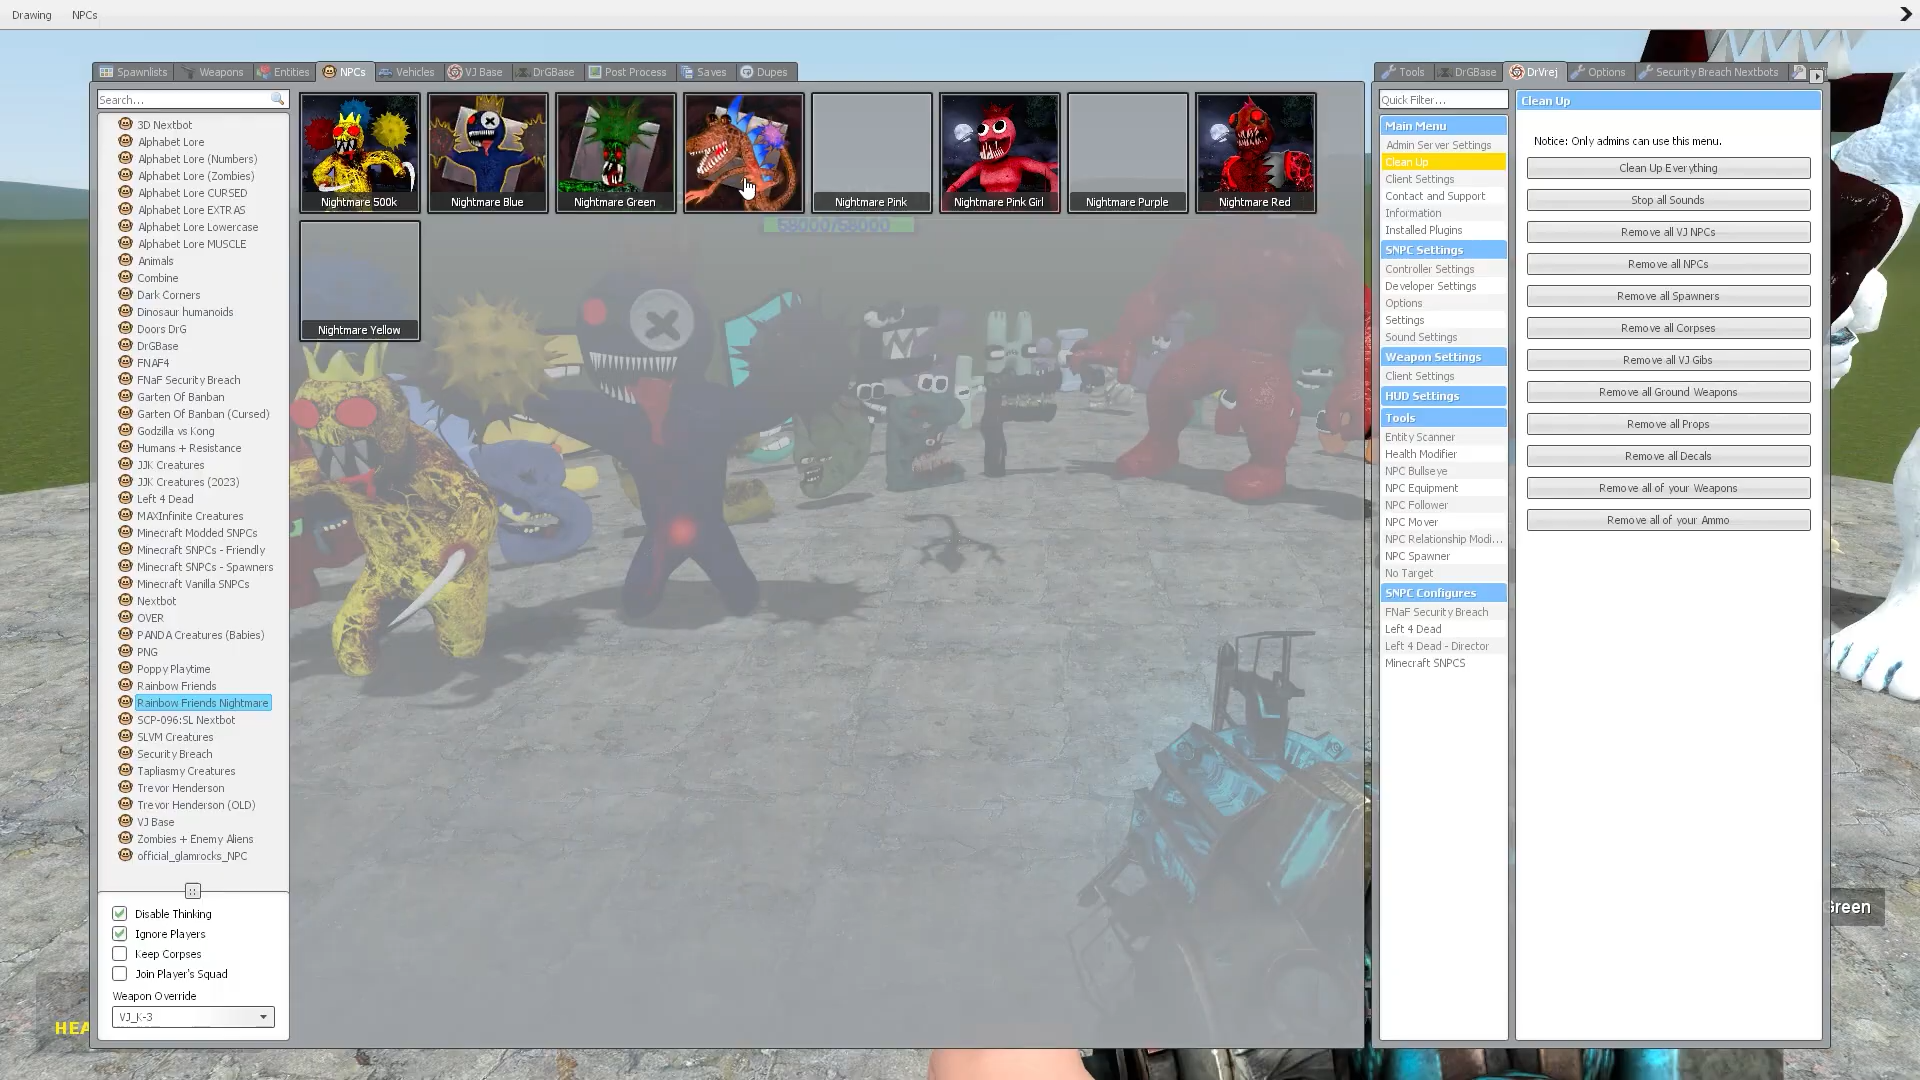 Drawing NPCs
Spawnlists Weapons Entities NPCs Vehicles VJ Base DrGBase Post Process Saves Dupes
Search...
3D Nextbot
Alphabet Lore
Alphabet Lore (Numbers)
Alphabet Lore (Zombies)
Alphabet Lore CURSED
Alphabet Lore EXTRAS
Alphabet Lore Lowercase
Alphabet Lore MUSCLE
Animals
Combine
Dark Corners
Dinosaur humanoids
Doors DrG
DrGBase
FNAF4
FNaF Security Breach
Garten Of Banban
Garten Of Banban (Cursed)
Godzilla vs Kong
Humans + Resistance
JJK Creatures
JJK Creatures (2023)
Left 4 Dead
MAXInfinite Creatures
Minecraft Modded SNPCs
Minecraft SNPCs - Friendly
Minecraft SNPCs - Spawners
Minecraft Vanilla SNPCs
Nextbot
OVER
PANDA Creatures (Babies)
PNG
Poppy Playtime
Rainbow Friends
Rainbow Friends Nightmare
SCP-096:SL Nextbot
SLVM Creatures
Security Breach
Tapliasmy Creatures
Trevor Henderson
Trevor Henderson (OLD)
VJ Base
Zombies + Enemy Aliens
official_glamrocks_NPC
Disable Thinking
Ignore Players
Keep Corpses
Join Player's Squad
Weapon Override
VJ_K-3
HEA
Nightmare 500k
Nightmare Blue
Nightmare Green
Nightmare Pink
Nightmare Pink Girl
Nightmare Purple
Nightmare Red
Nightmare Yellow
68000/68000
Tools DrGBase DrVrej Options Security Breach Nextbots
Quick Filter...
Main Menu
Admin Server Settings
Clean Up
Client Settings
Contact and Support
Information
Installed Plugins
SNPC Settings
Controller Settings
Developer Settings
Options
Settings
Sound Settings
Weapon Settings
Client Settings
HUD Settings
Tools
Entity Scanner
Health Modifier
NPC Bullseye
NPC Equipment
NPC Follower
NPC Mover
NPC Relationship Modi...
NPC Spawner
No Target
SNPC Configures
FNaF Security Breach
Left 4 Dead
Left 4 Dead - Director
Minecraft SNPCS
Clean Up
Notice: Only admins can use this menu.
Clean Up Everything
Stop all Sounds
Remove all VJ NPCs
Remove all NPCs
Remove all Spawners
Remove all Corpses
Remove all VJ Gibs
Remove all Ground Weapons
Remove all Props
Remove all Decals
Remove all of your Weapons
Remove all of your Ammo
Green